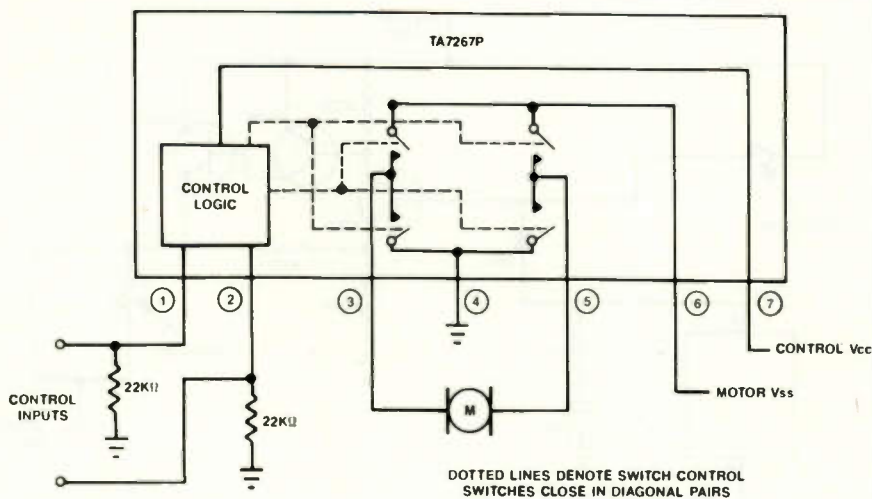 TA7267P
CONTROL
LOGIC
1
2
3
4
5
6
7
CONTROL Vcc
MOTOR Vss
CONTROL
INPUTS
22KΩ
22KΩ
M
DOTTED LINES DENOTE SWITCH CONTROL
SWITCHES CLOSE IN DIAGONAL PAIRS